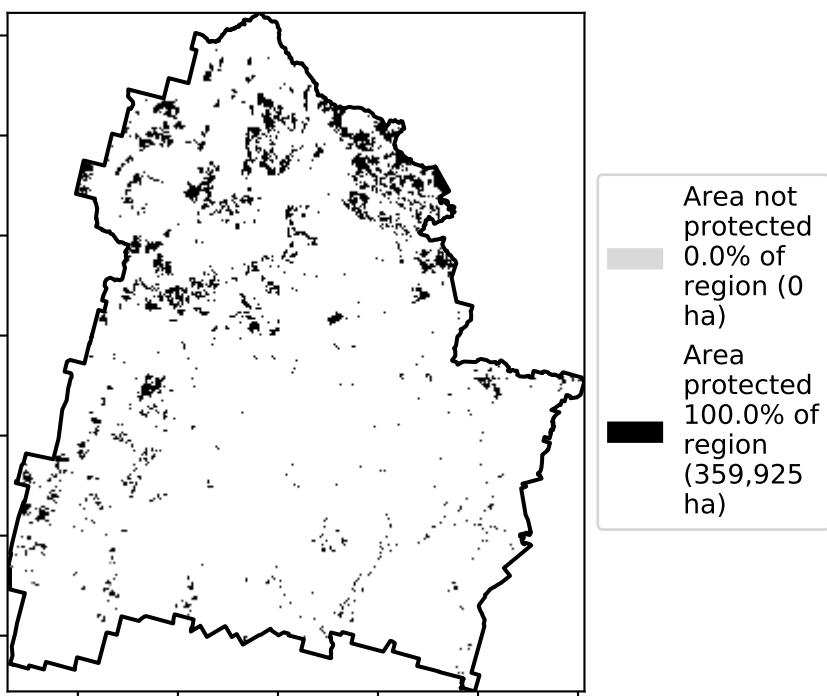 Area not
protected
0.0% of
region (0
ha)
Area
protected
100.0% of
region
(359,925
ha)